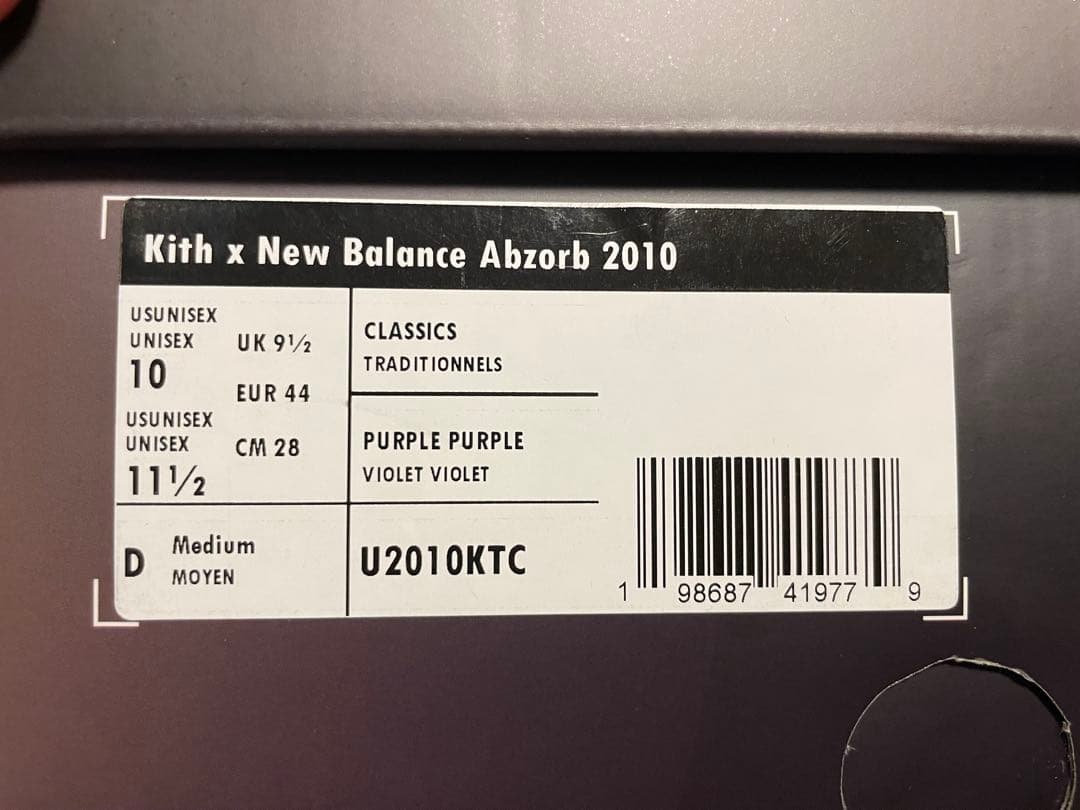 Kith x New Balance Abzorb 2010
USUNISEX
UNISEX
10
USUNISEX
UNISEX
11½
UK 9½
EUR 44
CM 28
CLASSICS
TRADITIONNELS
PURPLE PURPLE
VIOLET VIOLET
D
Medium
MOYEN
U2010KTC
1 98687 41977 9